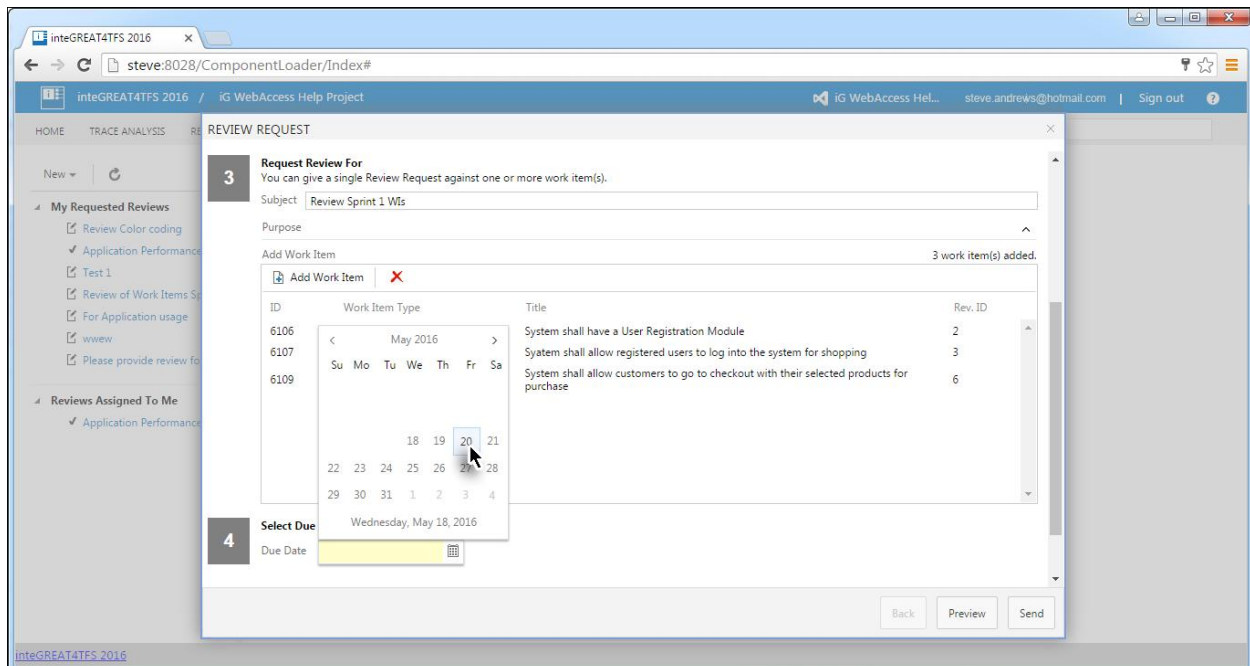 inteGREAT4TFS 2016
steve:8028/ComponentLoader/Index#
inteGREAT4TFS 2016 / iG WebAccess Help Project
iG WebAccess Hel... steve.andrews@hotmail.com | Sign out
HOME TRACE ANALYSIS
REVIEW REQUEST
New
My Requested Reviews
Review Color coding
Application Performance
Test 1
Review of Work Items
For Application usage
wwew
Please provide review
Reviews Assigned To Me
Application Performance
3
Request Review For
You can give a single Review Request against one or more work item(s).
Subject Review Sprint 1 WIs
Purpose
Add Work Item 3 work item(s) added.
Add Work Item
ID Work Item Type Title Rev. ID
6106 System shall have a User Registration Module 2
6107 Syatem shall allow registered users to log into the system for shopping 3
6109 System shall allow customers to go to checkout with their selected products for purchase 6
May 2016
Su Mo Tu We Th Fr Sa
18 19 20 21
22 23 24 25 26 27 28
29 30 31 1 2 3 4
Wednesday, May 18, 2016
4
Select Due
Due Date
Back Preview Send
inteGREAT4TFS 2016